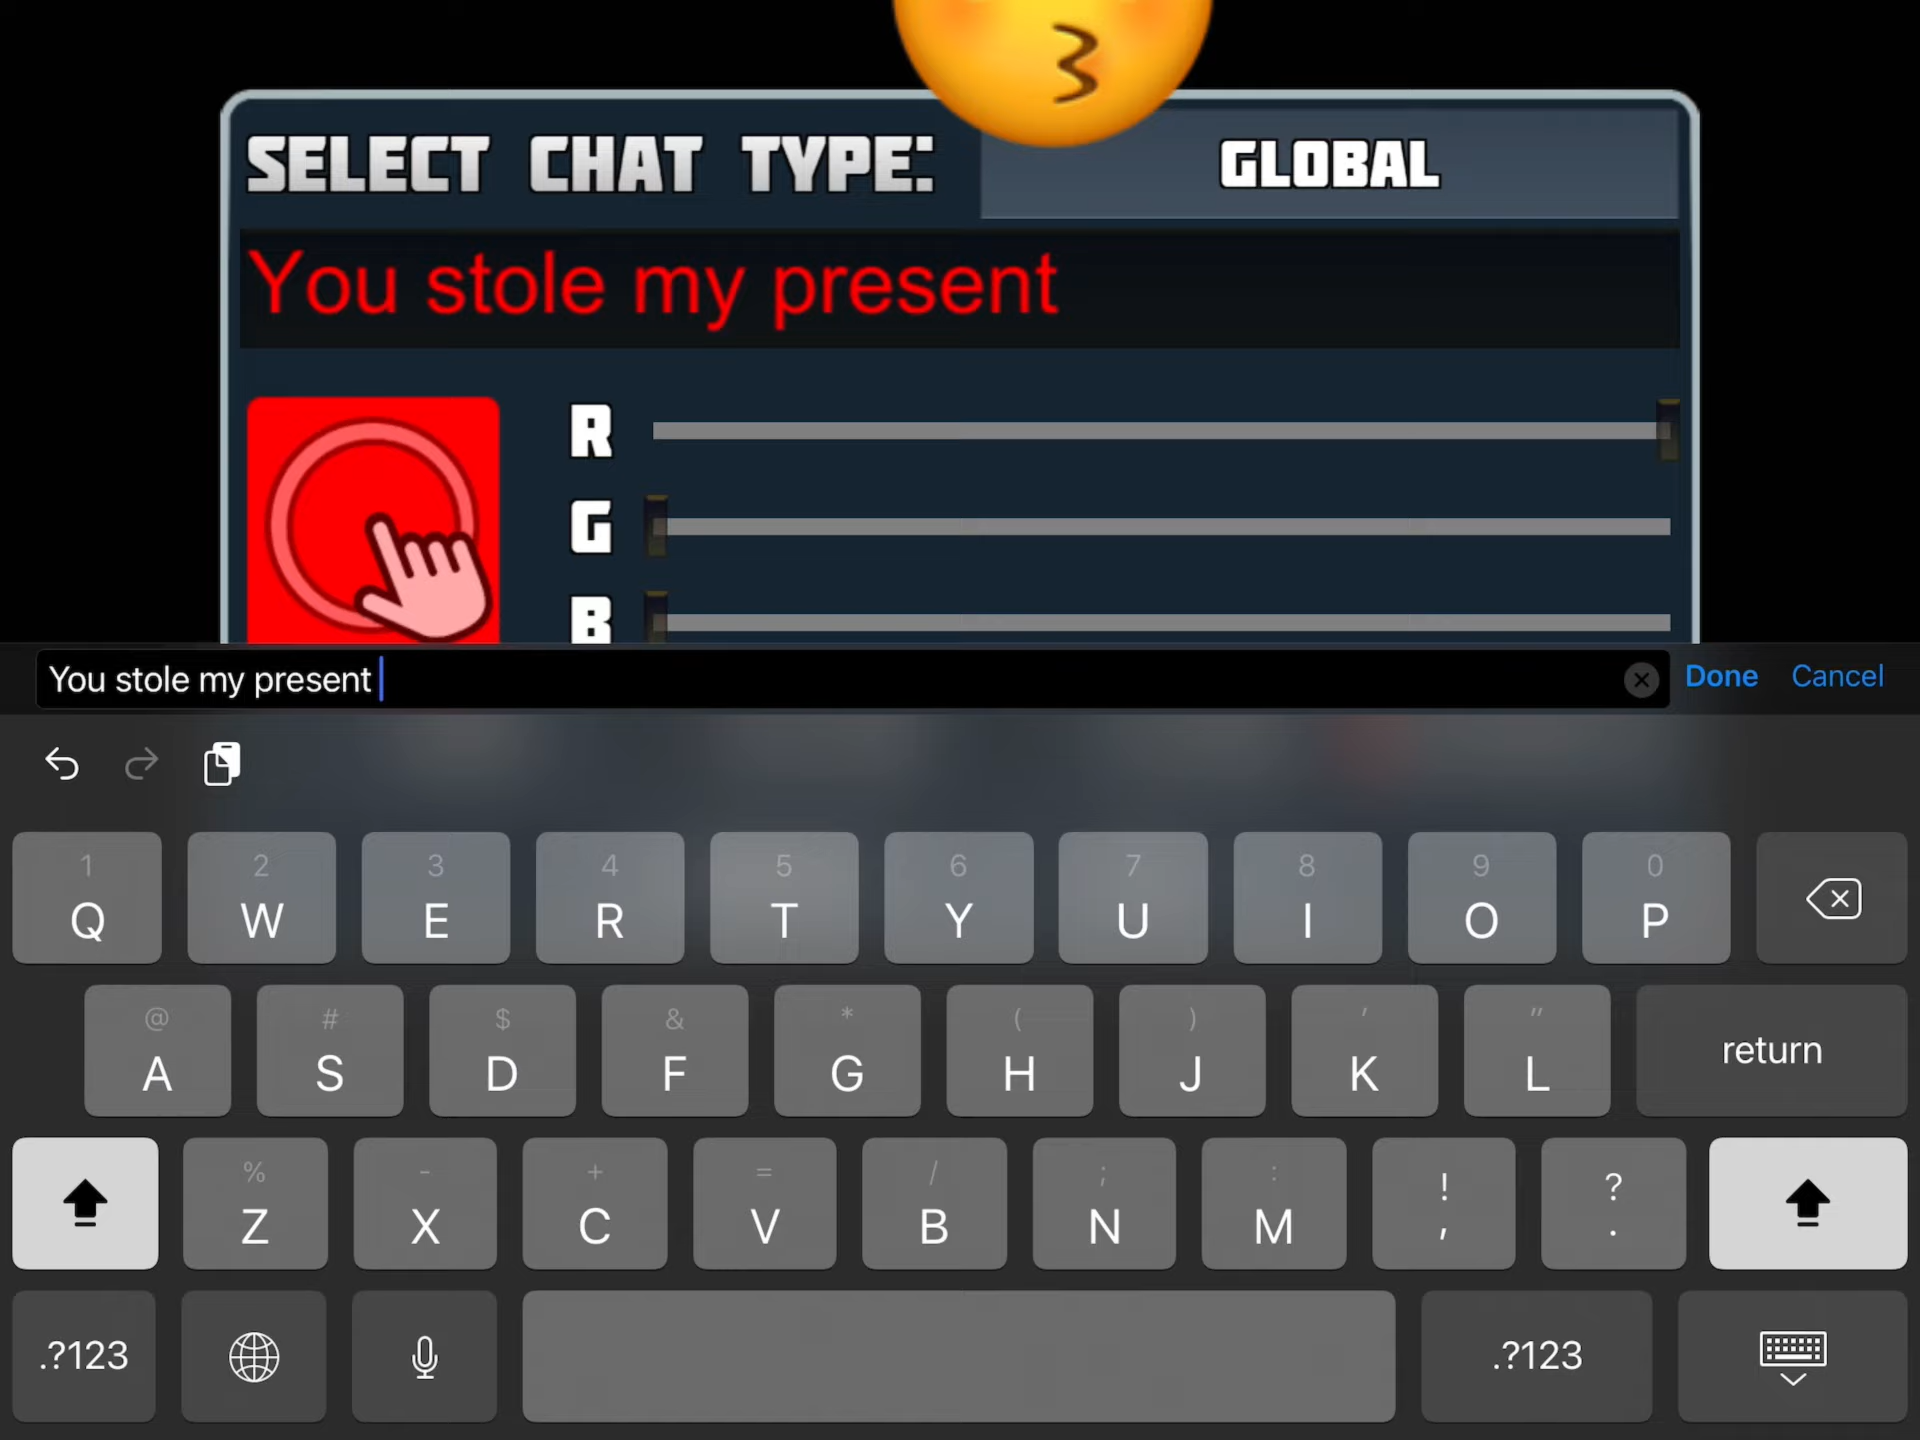 SELECT CHAT TYPE: GLOBAL
You stole my present
R
G
B
You stole my present Done Cancel
1 2 3 4 5 6 7 8 9 0
Q W E R T Y U I O P
@ # $ & * ( ) ' "
A S D F G H J K L return
% - + = / ; : ! ?
Z X C V B N M , .
.?123 .?123